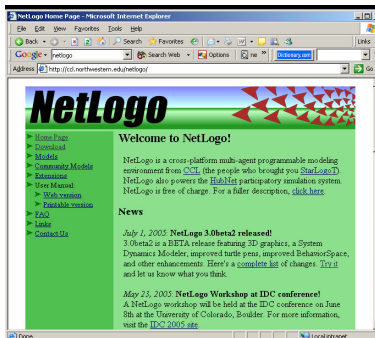 NetLogo Home Page - Microsoft Internet Explorer
File Edit View Favorites Tools Help
Back Search Favorites Links
Google netlogo Search Web Options ne Dictionary.com
Address http://ccl.northwestern.edu/netlogo/ Go
NetLogo
Home Page
Download
Models
Community Models
Extensions
User Manual:
Web version
Printable version
FAQ
Links
Contact Us
Welcome to NetLogo!
NetLogo is a cross-platform multi-agent programmable modeling
environment from CCL (the people who brought you StarLogoT).
NetLogo also powers the HubNet participatory simulation system.
NetLogo is free of charge. For a fuller description, click here.
News
July 1, 2005: NetLogo 3.0beta2 released!
3.0beta2 is a BETA release featuring 3D graphics, a System
Dynamics Modeler, improved turtle pens, improved BehaviorSpace,
and other enhancements. Here's a complete list of changes. Try it
and let us know what you think.
May 23, 2005: NetLogo Workshop at IDC conference!
A NetLogo workshop will be held at the IDC conference on June
8th at the University of Colorado, Boulder. For more information,
visit the IDC 2005 site.
Done Local intranet